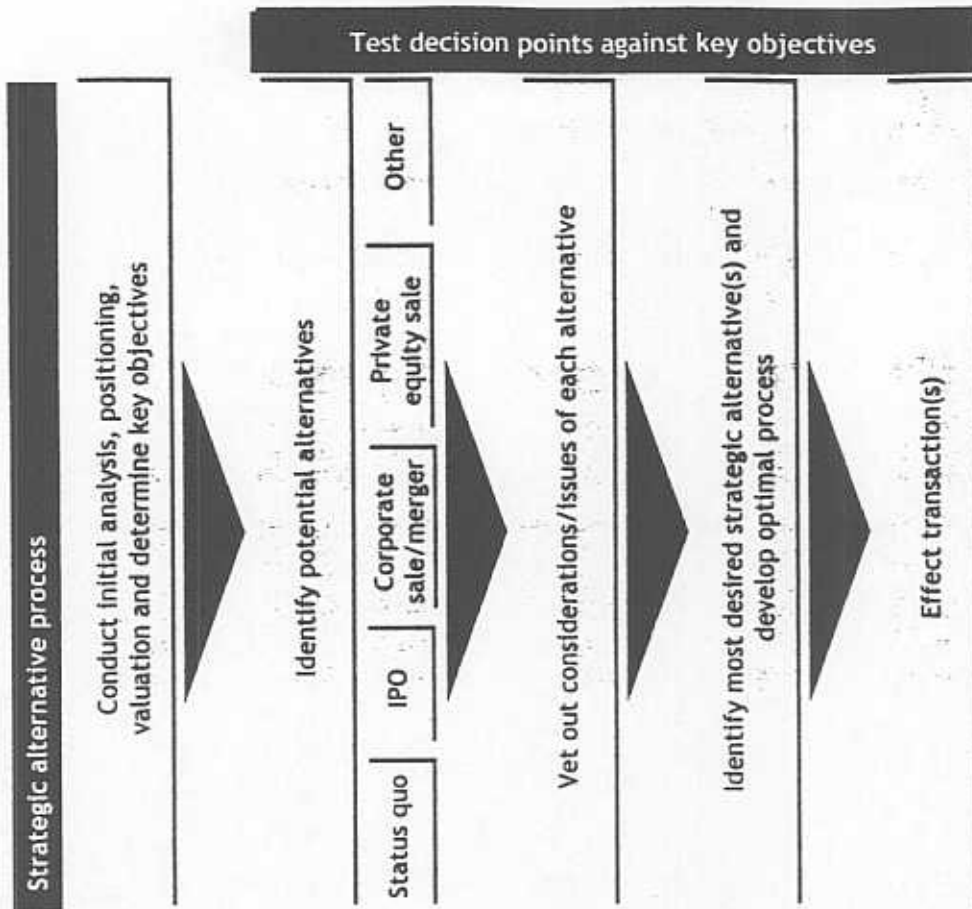 Strategic alternative process
Conduct initial analysis, positioning,
valuation and determine key objectives
Identify potential alternatives
Status quo
IPO
Corporate
sale/merger
Private
equity sale
Other
Vet out considerations/issues of each alternative
Identify most desired strategic alternative(s) and
develop optimal process
Effect transaction(s)
Test decision points against key objectives